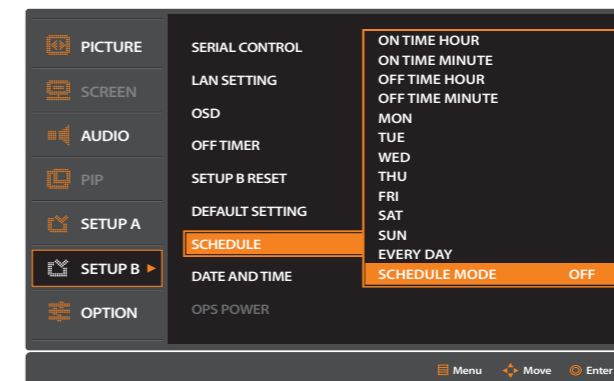 PICTURE
SCREEN
AUDIO
PIP
SETUP A
SETUP B
OPTION
SERIAL CONTROL
LAN SETTING
OSD
OFF TIMER
SETUP B RESET
DEFAULT SETTING
SCHEDULE
DATE AND TIME
OPS POWER
ON TIME HOUR
ON TIME MINUTE
OFF TIME HOUR
OFF TIME MINUTE
MON
TUE
WED
THU
FRI
SAT
SUN
EVERY DAY
SCHEDULE MODE OFF
Menu Move Enter